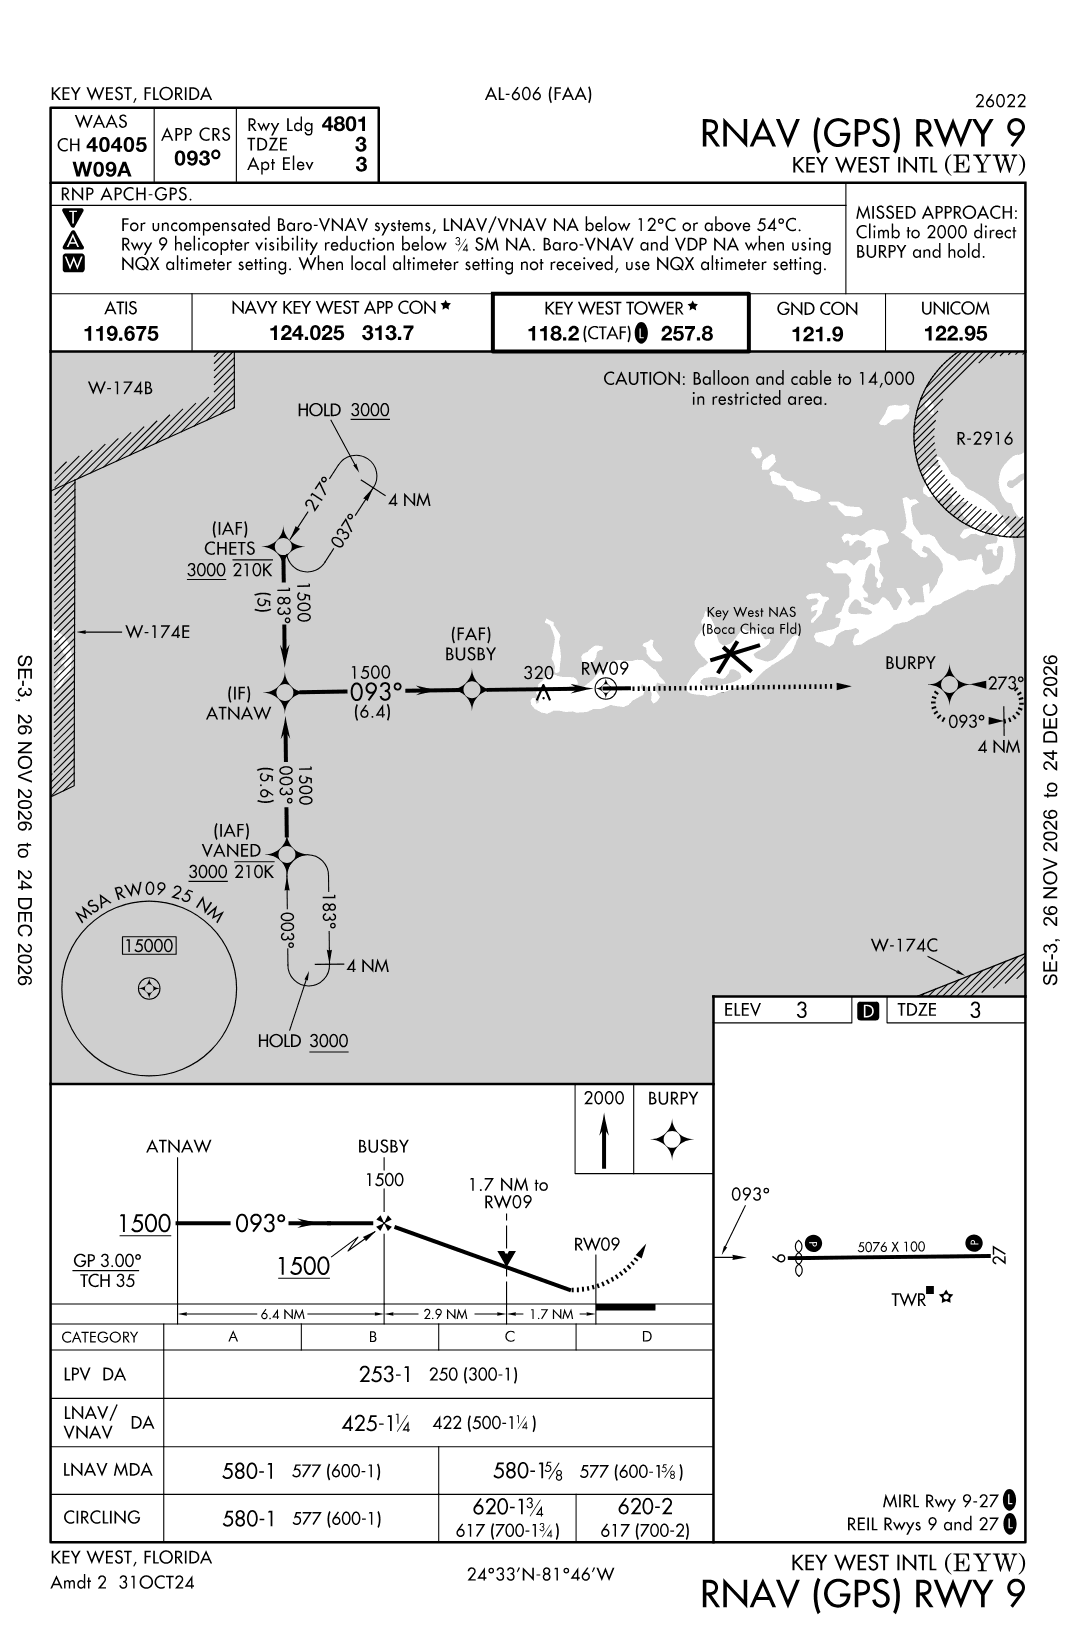 KEY WEST, FLORIDA
AL-606 (FAA)
26022
WAAS
CH 40405
W09A
APP CRS
093°
Rwy Ldg 4801
TDZE 3
Apt Elev 3
RNAV (GPS) RWY 9
KEY WEST INTL (EYW)
RNP APCH-GPS.
T
A
W
For uncompensated Baro-VNAV systems, LNAV/VNAV NA below 12°C or above 54°C.
Rwy 9 helicopter visibility reduction below ¾ SM NA. Baro-VNAV and VDP NA when using
NQX altimeter setting. When local altimeter setting not received, use NQX altimeter setting.
MISSED APPROACH:
Climb to 2000 direct
BURPY and hold.
ATIS
119.675
NAVY KEY WEST APP CON ★
124.025 313.7
KEY WEST TOWER ★
118.2 (CTAF) L 257.8
GND CON
121.9
UNICOM
122.95
W-174B
CAUTION: Balloon and cable to 14,000
in restricted area.
HOLD 3000
R-2916
217°
4 NM
037°
(IAF)
CHETS
3000 210K
1500
183°
(5)
W-174E
Key West NAS
(Boca Chica Fld)
(FAF)
BUSBY
1500
093°
(6.4)
320
RW09
BURPY
273°
093°
4 NM
(IF)
ATNAW
1500
003°
(5.6)
(IAF)
VANED
3000 210K
183°
003°
4 NM
HOLD 3000
MSA RW09 25 NM
15000
W-174C
SE-3, 26 NOV 2026 to 24 DEC 2026
SE-3, 26 NOV 2026 to 24 DEC 2026
ELEV 3
D
TDZE 3
2000
BURPY
ATNAW
BUSBY
1500
1.7 NM to
RW09
1500
093°
1500
RW09
GP 3.00°
TCH 35
6.4 NM
2.9 NM
1.7 NM
093°
9
P
5076 X 100
P
27
TWR
CATEGORY A B C D
LPV DA 253-1 250 (300-1)
LNAV/
VNAV DA 425-1¼ 422 (500-1¼)
LNAV MDA 580-1 577 (600-1) 580-1⅝ 577 (600-1⅝)
CIRCLING 580-1 577 (600-1) 620-1¾ 617 (700-1¾) 620-2 617 (700-2)
MIRL Rwy 9-27 L
REIL Rwys 9 and 27 L
KEY WEST, FLORIDA
Amdt 2 31OCT24
24°33'N-81°46'W
KEY WEST INTL (EYW)
RNAV (GPS) RWY 9